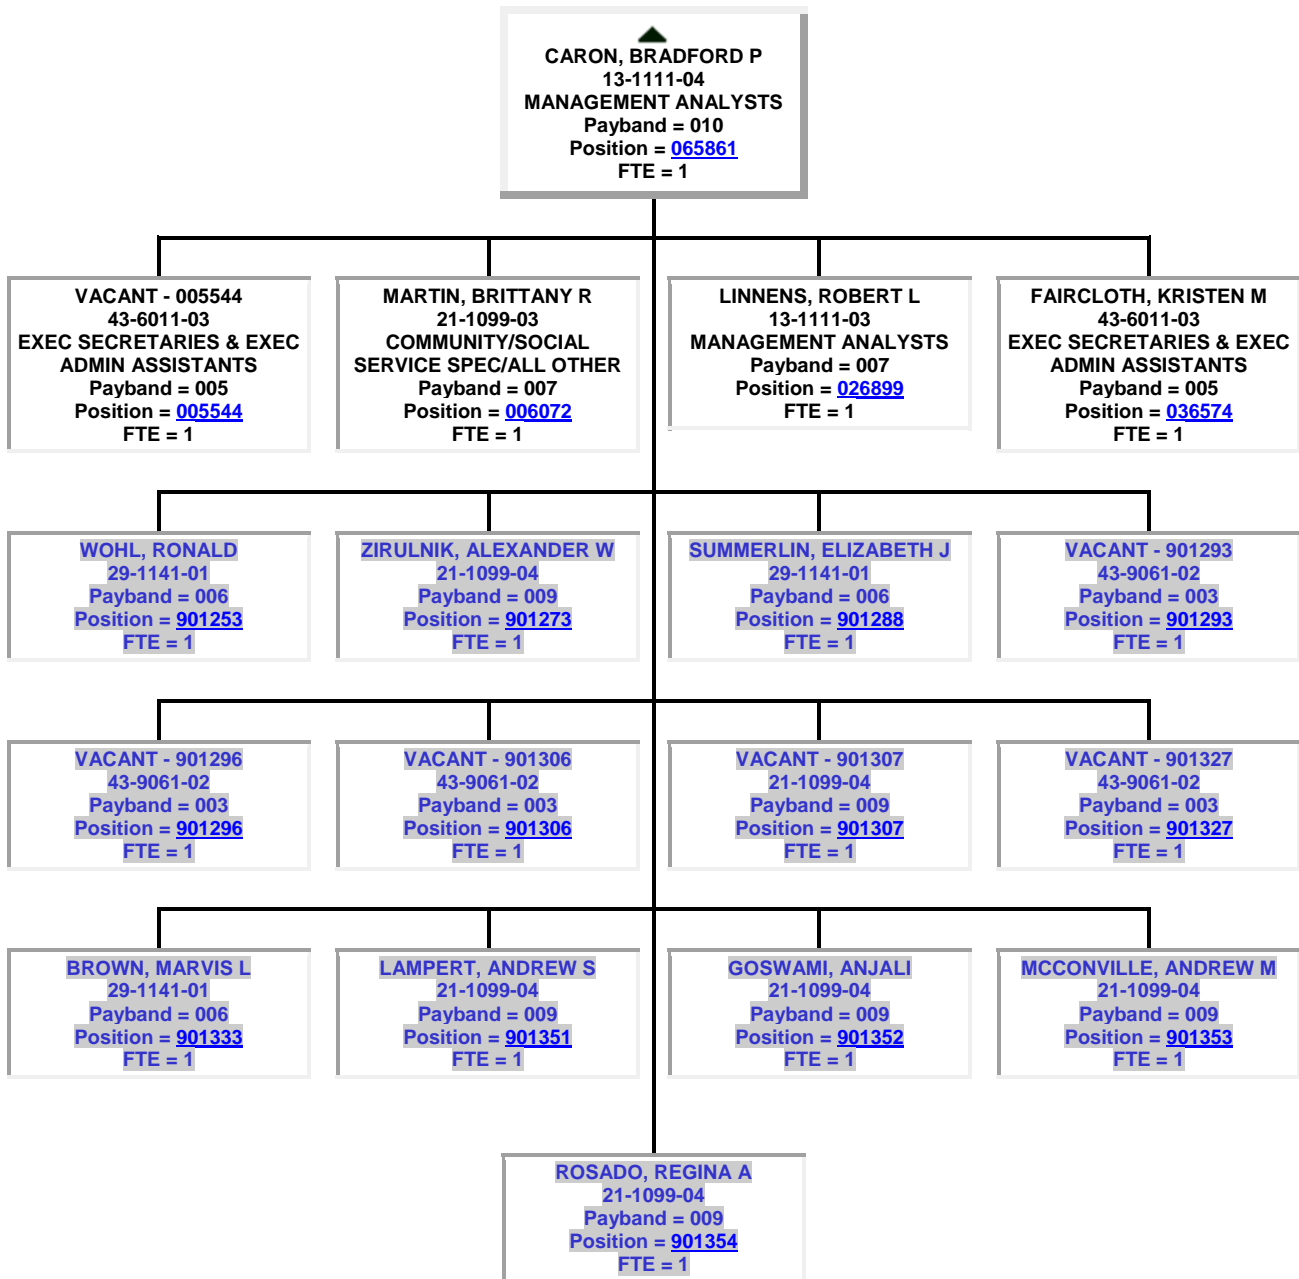 CARON, BRADFORD P
13-1111-04
MANAGEMENT ANALYSTS
Payband = 010
Position = 065861
FTE = 1
VACANT - 005544
43-6011-03
EXEC SECRETARIES & EXEC
ADMIN ASSISTANTS
Payband = 005
Position = 005544
FTE = 1
MARTIN, BRITTANY R
21-1099-03
COMMUNITY/SOCIAL
SERVICE SPEC/ALL OTHER
Payband = 007
Position = 006072
FTE = 1
LINNENS, ROBERT L
13-1111-03
MANAGEMENT ANALYSTS
Payband = 007
Position = 026899
FTE = 1
FAIRCLOTH, KRISTEN M
43-6011-03
EXEC SECRETARIES & EXEC
ADMIN ASSISTANTS
Payband = 005
Position = 036574
FTE = 1
WOHL, RONALD
29-1141-01
Payband = 006
Position = 901253
FTE = 1
ZIRULNIK, ALEXANDER W
21-1099-04
Payband = 009
Position = 901273
FTE = 1
SUMMERLIN, ELIZABETH J
29-1141-01
Payband = 006
Position = 901288
FTE = 1
VACANT - 901293
43-9061-02
Payband = 003
Position = 901293
FTE = 1
VACANT - 901296
43-9061-02
Payband = 003
Position = 901296
FTE = 1
VACANT - 901306
43-9061-02
Payband = 003
Position = 901306
FTE = 1
VACANT - 901307
21-1099-04
Payband = 009
Position = 901307
FTE = 1
VACANT - 901327
43-9061-02
Payband = 003
Position = 901327
FTE = 1
BROWN, MARVIS L
29-1141-01
Payband = 006
Position = 901333
FTE = 1
LAMPERT, ANDREW S
21-1099-04
Payband = 009
Position = 901351
FTE = 1
GOSWAMI, ANJALI
21-1099-04
Payband = 009
Position = 901352
FTE = 1
MCCONVILLE, ANDREW M
21-1099-04
Payband = 009
Position = 901353
FTE = 1
ROSADO, REGINA A
21-1099-04
Payband = 009
Position = 901354
FTE = 1